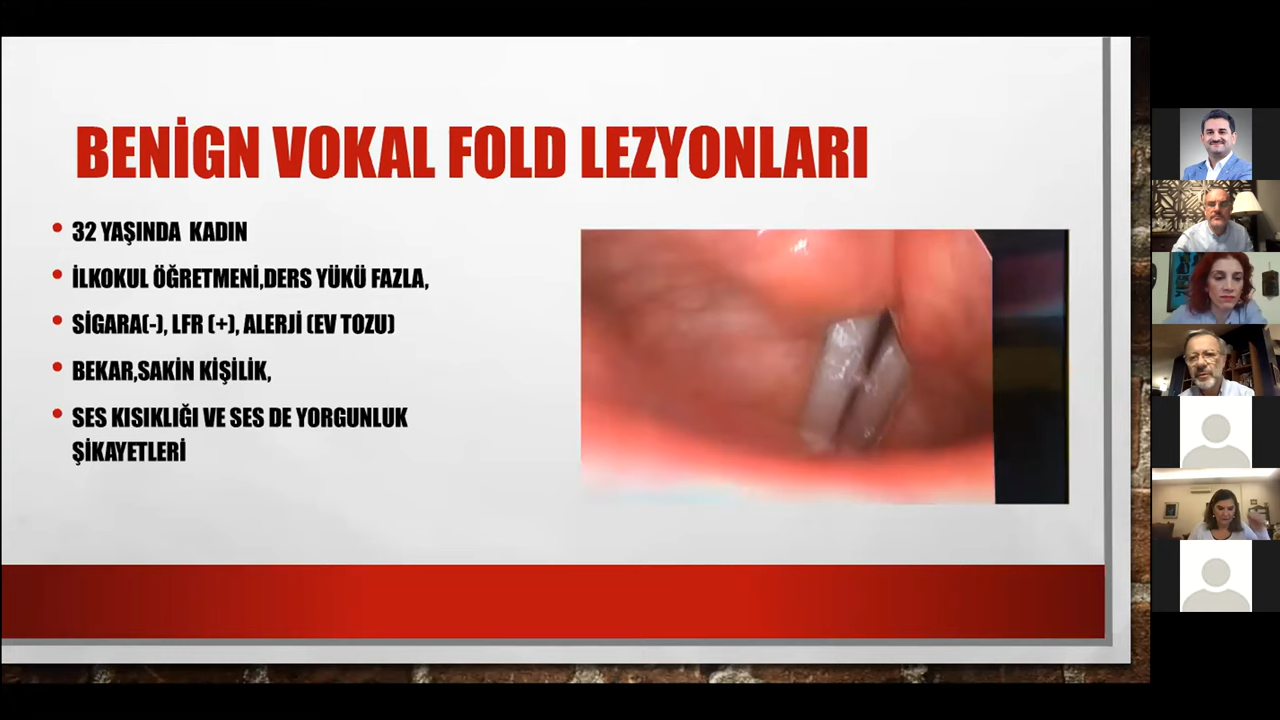 BENİGN VOKAL FOLD LEZYONLARI
• 32 YAŞINDA KADIN
• İLKOKUL ÖĞRETMENİ,DERS YÜKÜ FAZLA,
• SİGARA(-), LFR (+), ALERJİ (EV TOZU)
• BEKAR,SAKİN KİŞİLİK,
• SES KISIKLIĞI VE SES DE YORGUNLUK
ŞİKAYETLERİ